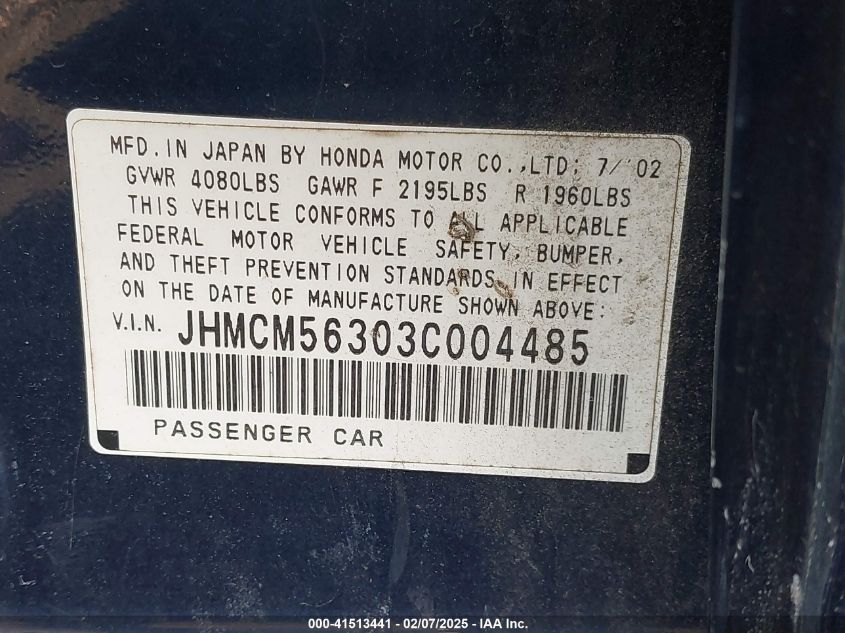 MFD. IN JAPAN BY HONDA MOTOR CO.,LTD; 7/'02
GVWR 4080LBS GAWR F 2195LBS R 1960LBS
THIS VEHICLE CONFORMS TO ALL APPLICABLE
FEDERAL MOTOR VEHICLE SAFETY, BUMPER,
AND THEFT PREVENTION STANDARDS IN EFFECT
ON THE DATE OF MANUFACTURE SHOWN ABOVE:
V.I.N. JHMCM56303C004485
PASSENGER CAR
000-41513441 - 02/07/2025 - IAA Inc.